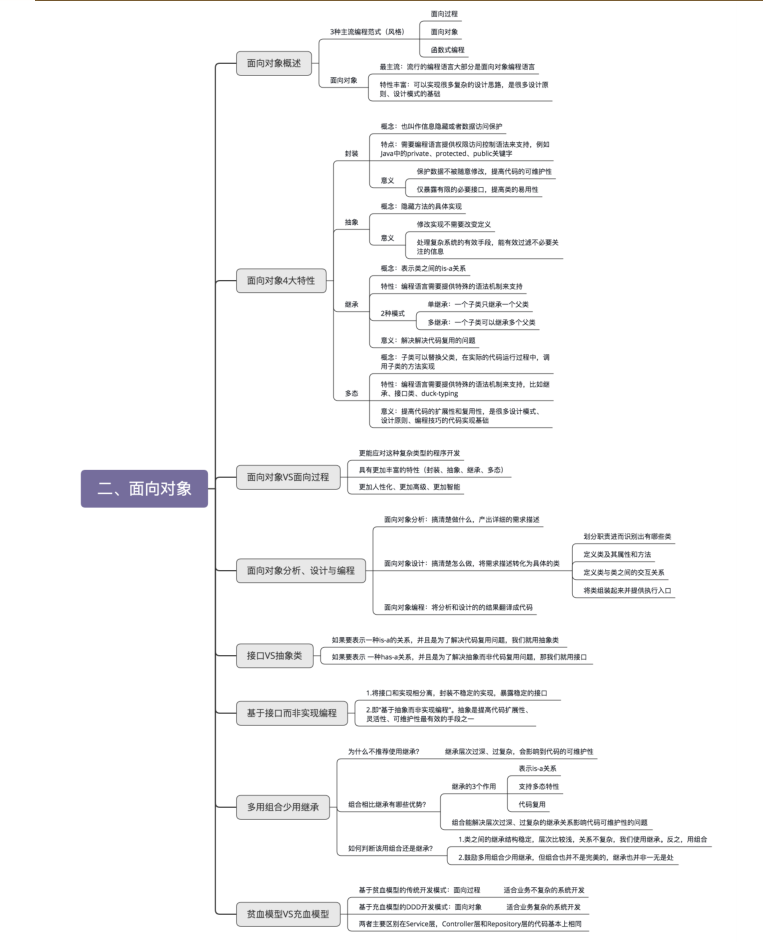 二、面向对象
面向对象概述
3种主流编程范式（风格）
面向过程
面向对象
函数式编程
面向对象
最主流：流行的编程语言大部分是面向对象编程语言
特性丰富：可以实现很多复杂的设计思路、是很多设计原
则、设计模式的基础
面向对象4大特性
封装
概念：也叫作信息隐藏或者数据访问保护
特点：需要编程语言提供权限访问控制语法来支持，例如
Java中的private、protected、public关键字
意义
保护数据不被随意修改，提高代码的可维护性
仅暴露有限的必要接口，提高类的易用性
抽象
概念：隐藏方法的具体实现
意义
修改实现不需要改变定义
处理复杂系统的有效手段，能有效过滤不必要关
注的信息
继承
概念：表示类之间的is-a关系
特性：编程语言需要提供特殊的语法机制来支持
2种模式
单继承：一个子类只继承一个父类
多继承：一个子类可以继承多个父类
意义：解决解决代码复用的问题
多态
概念：子类可以替换父类，在实际的代码运行过程中，调
用子类的方法实现
特性：编程语言需要提供特殊的语法机制来支持，比如继
承、接口类、duck-typing
意义：提高代码的扩展性和复用性，是很多设计模式、
设计原则、编程技巧的代码实现基础
面向对象VS面向过程
更能应对这种复杂类型的程序开发
具有更加丰富的特性（封装、抽象、继承、多态）
更加人性化、更加高级、更加智能
面向对象分析、设计与编程
面向对象分析：搞清楚做什么，产出详细的需求描述
面向对象设计：搞清楚怎么做，将需求描述转化为具体的类
划分职责进而识别出有哪些类
定义类及其属性和方法
定义类与类之间的交互关系
将类组装起来并提供执行入口
面向对象编程：将分析和设计的的结果翻译成代码
接口VS抽象类
如果要表示一种is-a的关系，并且是为了解决代码复用问题，我们就用抽象类
如果要表示 一种has-a关系，并且是为了解决抽象而非代码复用问题，那我们就用接口
基于接口而非实现编程
1.将接口和实现相分离，封装不稳定的实现，暴露稳定的接口
2.即“基于抽象而非实现编程”。抽象是提高代码扩展性、
灵活性、可维护性最有效的手段之一
多用组合少用继承
为什么不推荐使用继承？
继承层次过深、过复杂，会影响到代码的可维护性
组合相比继承有哪些优势？
继承的3个作用
表示is-a关系
支持多态特性
代码复用
组合能解决层次过深、过复杂的继承关系影响代码可维护性的问题
如何判断该用组合还是继承？
1.类之间的继承结构稳定，层次比较浅，关系不复杂，我们使用继承。反之，用组合
2.鼓励多用组合少用继承，但组合也并不是完美的，继承也并非一无是处
贫血模型VS充血模型
基于贫血模型的传统开发模式：面向过程
适合业务不复杂的系统开发
基于充血模型的DDD开发模式：面向对象
适合业务复杂的系统开发
两者主要区别在Service层，Controller层和Repository层的代码基本上相同